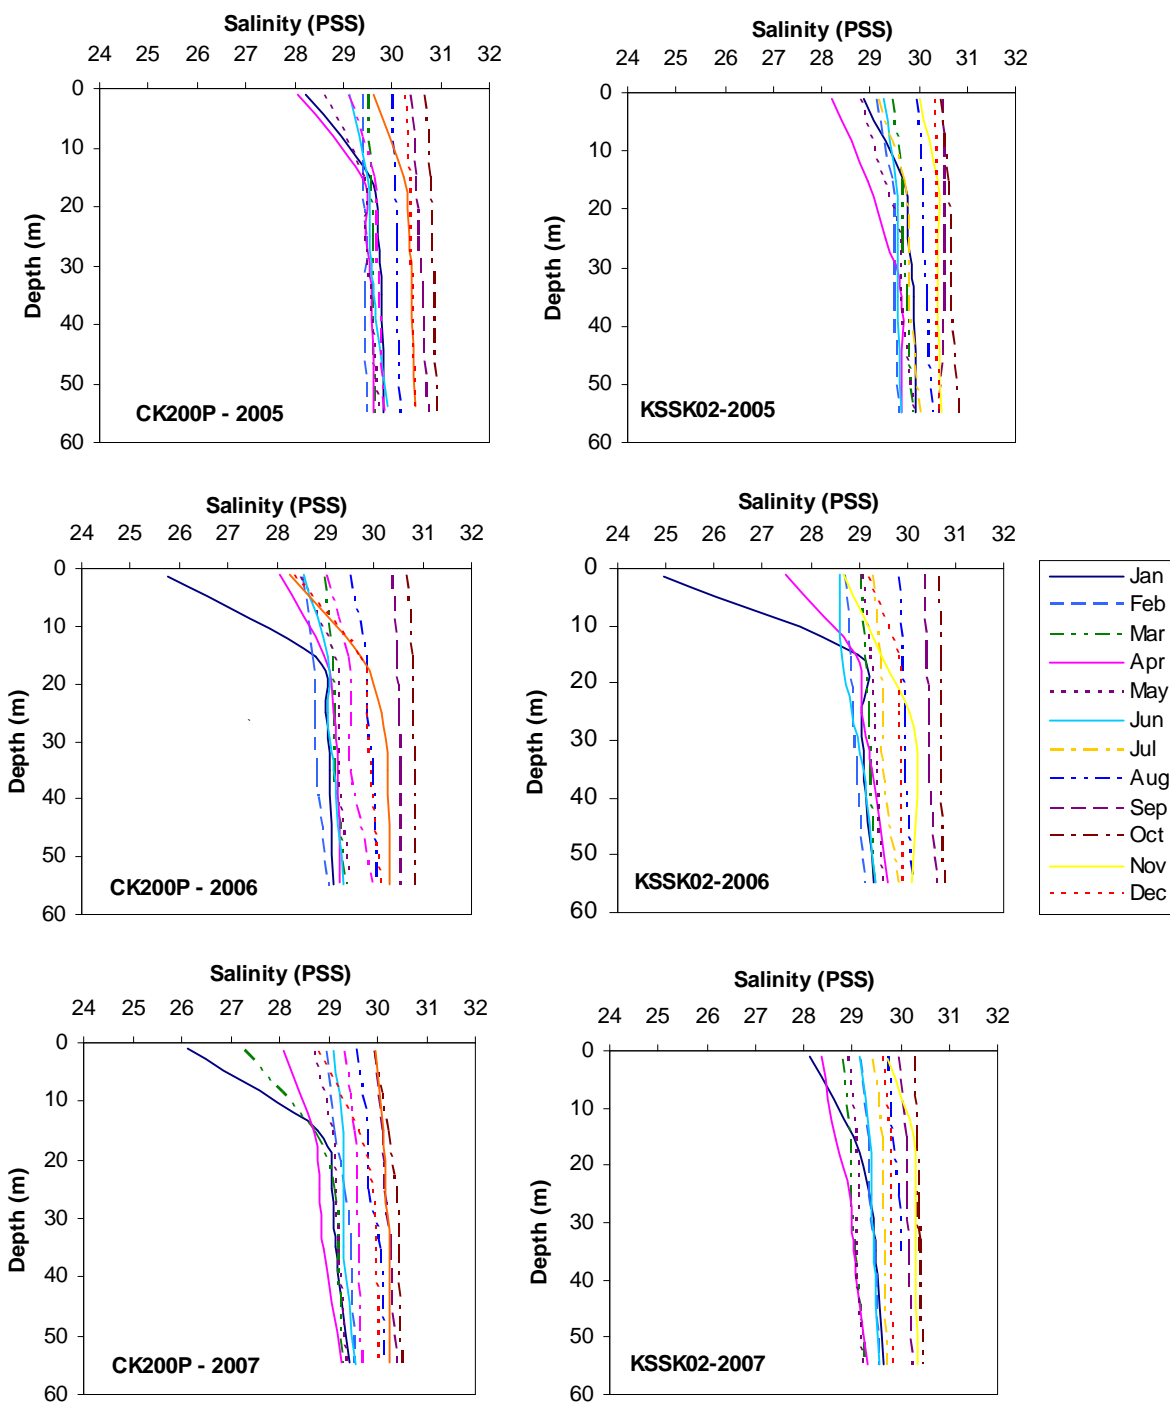 Salinity (PSS)
24 25 26 27 28 29 30 31 32
0
10
20
30
40
50
60
Depth (m)
CK200P - 2005
Salinity (PSS)
24 25 26 27 28 29 30 31 32
0
10
20
30
40
50
60
Depth (m)
KSSK02-2005
Salinity (PSS)
24 25 26 27 28 29 30 31 32
0
10
20
30
40
50
60
Depth (m)
CK200P - 2006
Salinity (PSS)
24 25 26 27 28 29 30 31 32
0
10
20
30
40
50
60
Depth (m)
KSSK02-2006
Jan
Feb
Mar
Apr
May
Jun
Jul
Aug
Sep
Oct
Nov
Dec
Salinity (PSS)
24 25 26 27 28 29 30 31 32
0
10
20
30
40
50
60
Depth (m)
CK200P - 2007
Salinity (PSS)
24 25 26 27 28 29 30 31 32
0
10
20
30
40
50
60
Depth (m)
KSSK02-2007